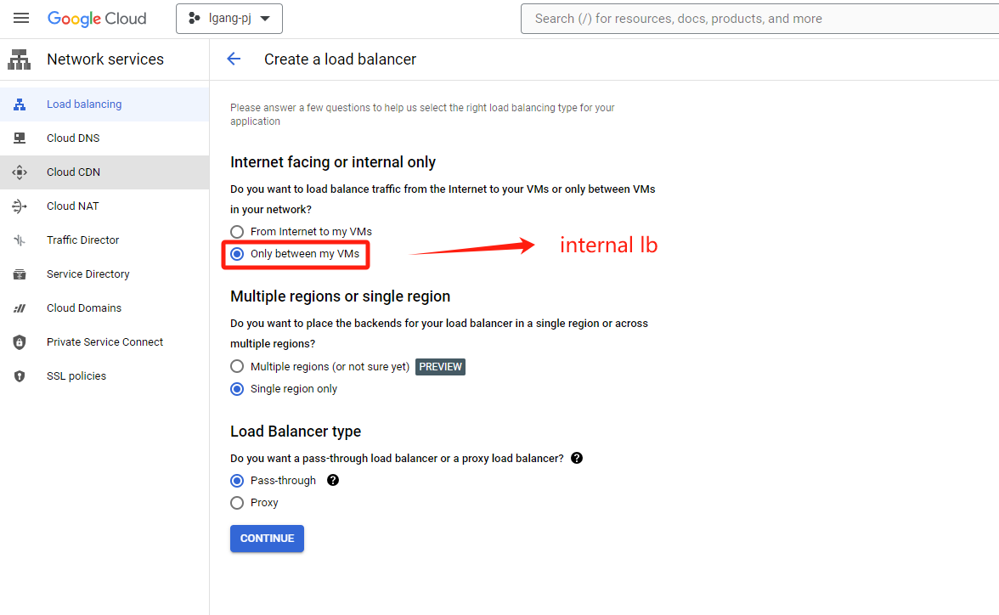 Google Cloud
lgang-pj
Search (/) for resources, docs, products, and more
Network services
Load balancing
Cloud DNS
Cloud CDN
Cloud NAT
Traffic Director
Service Directory
Cloud Domains
Private Service Connect
SSL policies
Create a load balancer
Please answer a few questions to help us select the right load balancing type for your
application
Internet facing or internal only
Do you want to load balance traffic from the Internet to your VMs or only between VMs
in your network?
From Internet to my VMs
Only between my VMs
internal lb
Multiple regions or single region
Do you want to place the backends for your load balancer in a single region or across
multiple regions?
Multiple regions (or not sure yet) PREVIEW
Single region only
Load Balancer type
Do you want a pass-through load balancer or a proxy load balancer? ?
Pass-through ?
Proxy
CONTINUE